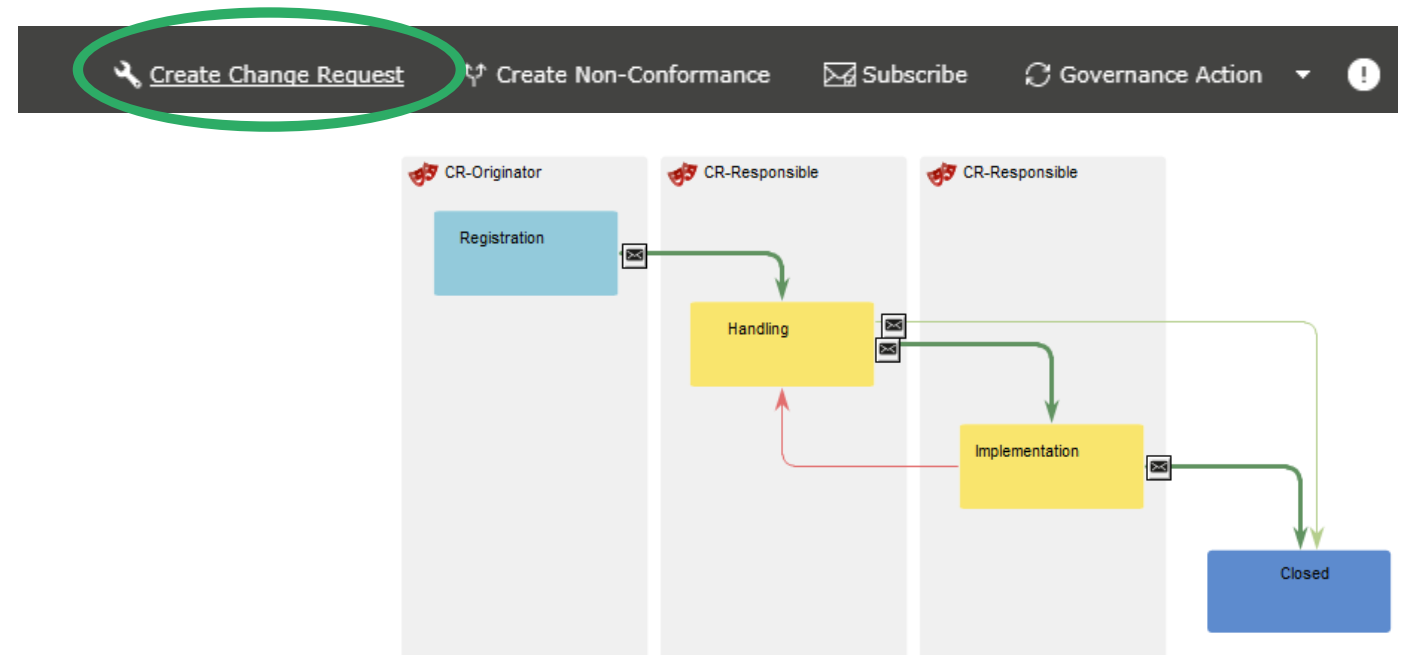 Create Change Request Create Non-Conformance Subscribe Governance Action !
CR-Originator CR-Responsible CR-Responsible
Registration
Handling
Implementation
Closed